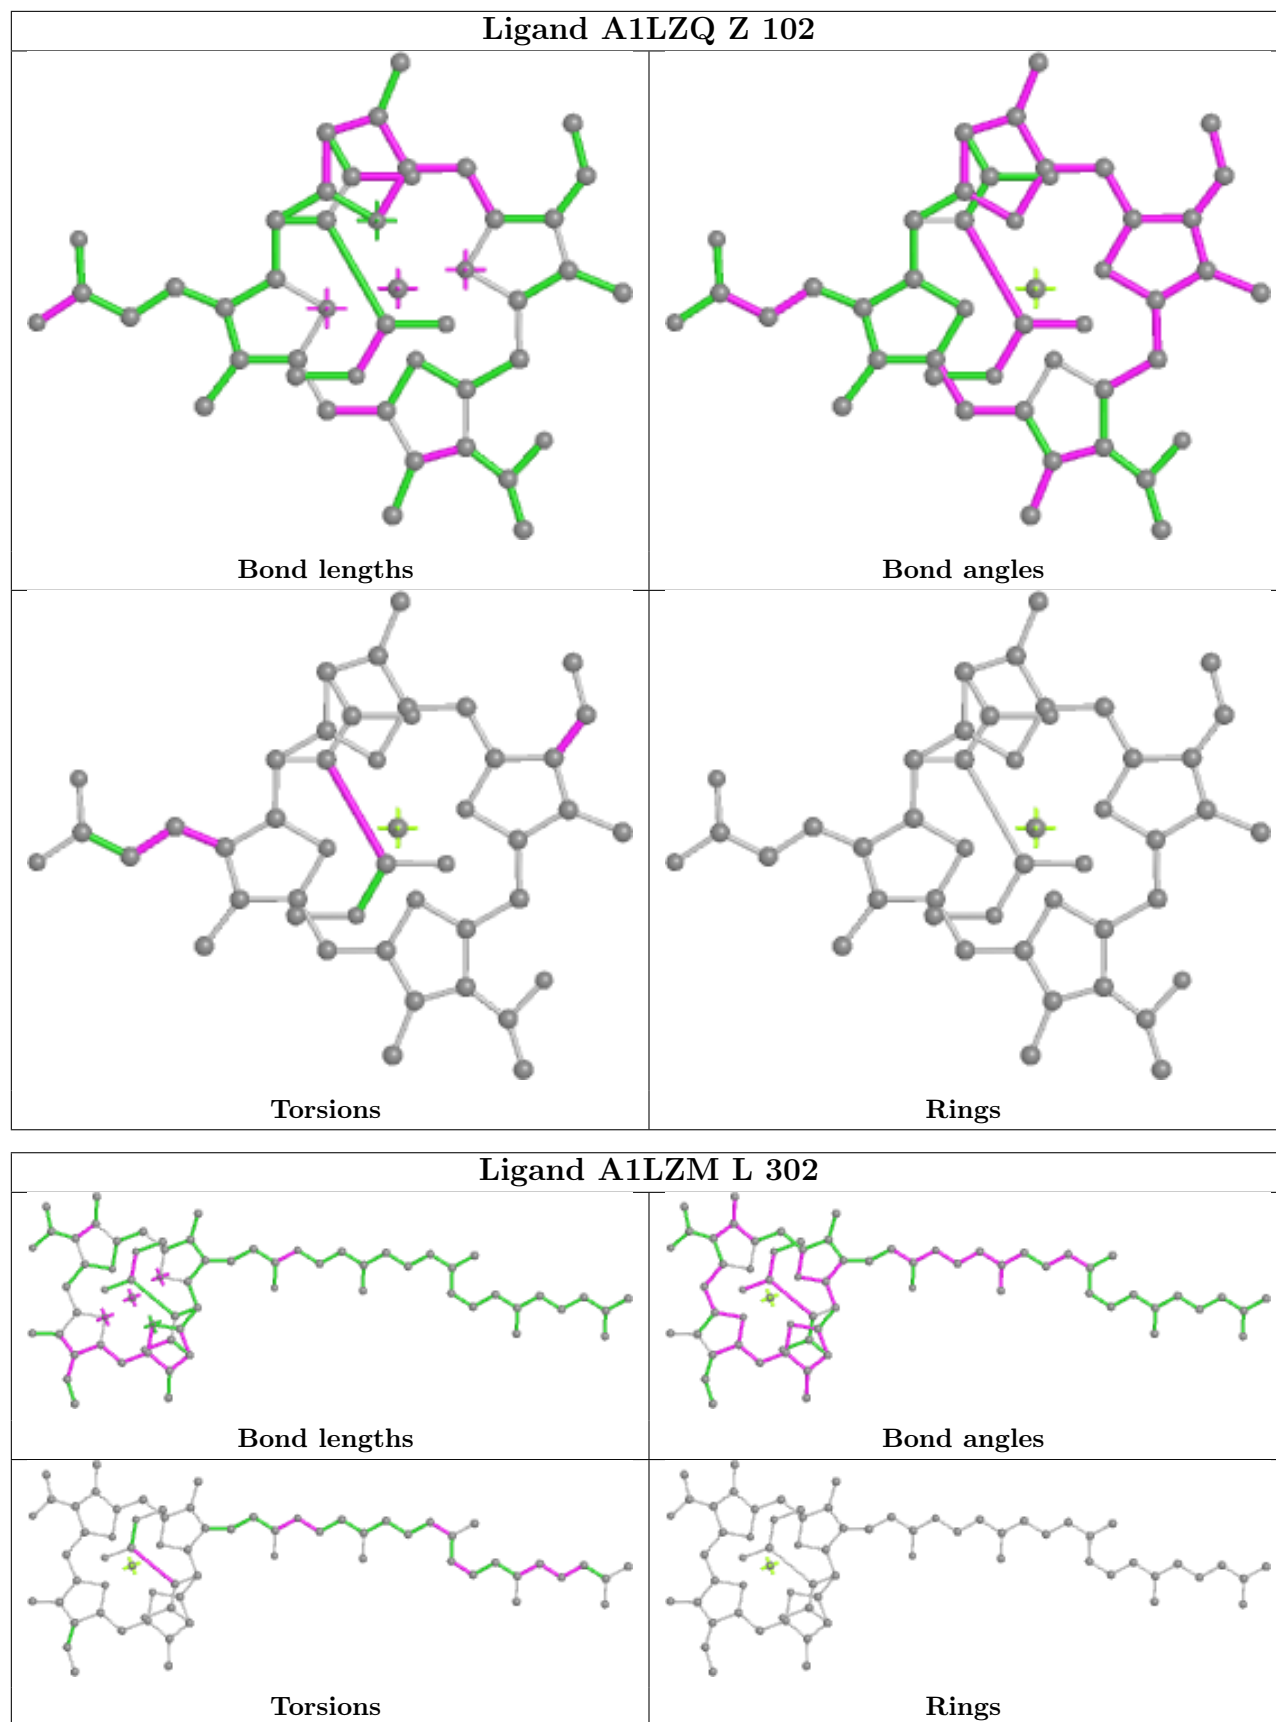 Ligand A1LZQ Z 102
Bond lengths
Bond angles
Torsions
Rings
Ligand A1LZM L 302
Bond lengths
Bond angles
Torsions
Rings